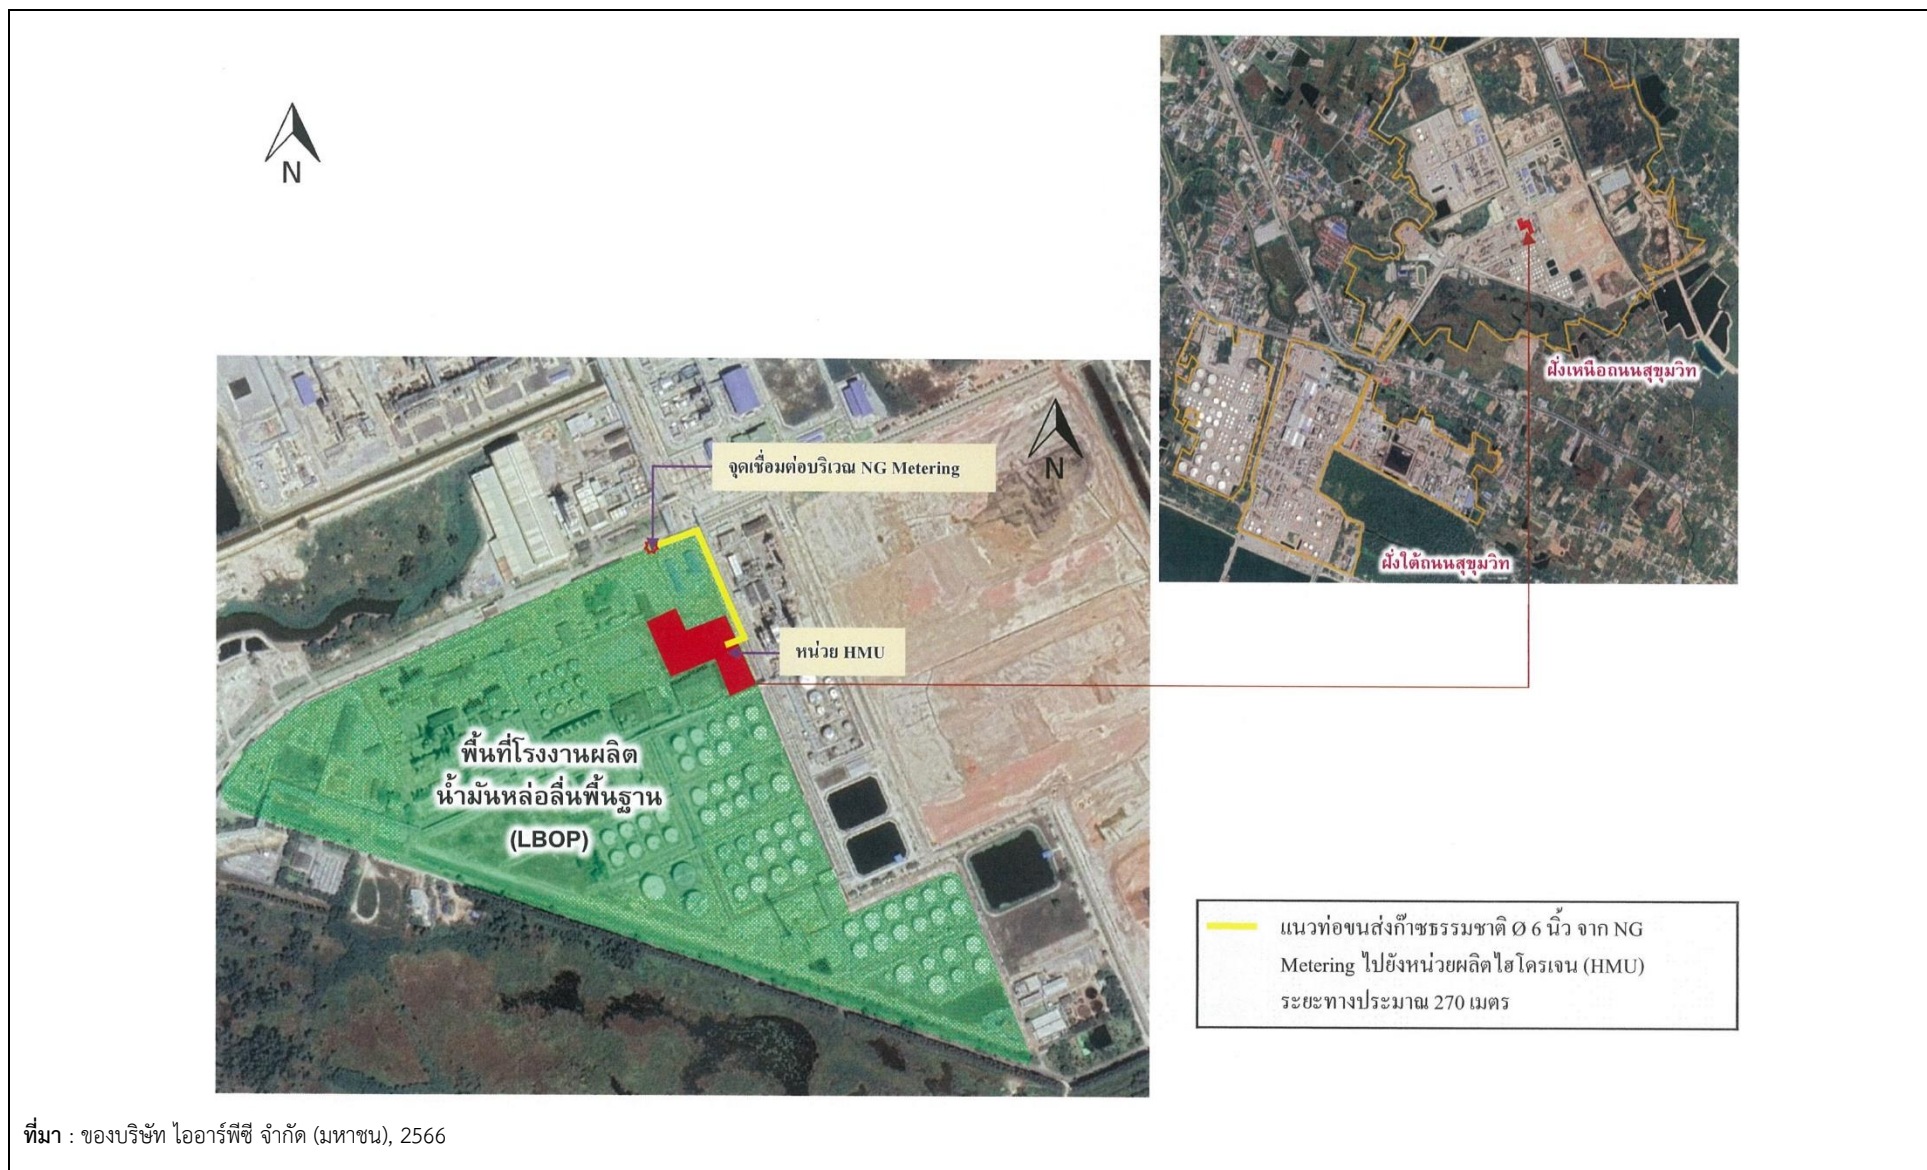 N
ฝั่งเหนือถนนสุขุมวิท
ฝั่งใต้ถนนสุขุมวิท
จุดเชื่อมต่อบริเวณ NG Metering
N
หน่วย HMU
พื้นที่โรงงานผลิต
น้ำมันหล่อลื่นพื้นฐาน
(LBOP)
แนวท่อขนส่งก๊าซธรรมชาติ Ø 6 นิ้ว จาก NG
Metering ไปยังหน่วยผลิตไฮโดรเจน (HMU)
ระยะทางประมาณ 270 เมตร
ที่มา : ของบริษัท ไออาร์พีซี จำกัด (มหาชน), 2566